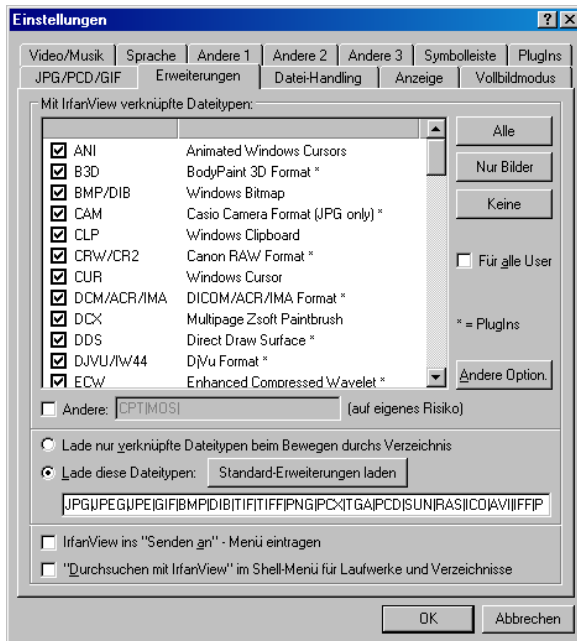 Einstellungen
Video/Musik Sprache Andere 1 Andere 2 Andere 3 Symbolleiste PlugIns
JPG/PCD/GIF Erweiterungen Datei-Handling Anzeige Vollbildmodus
Mit IrfanView verknüpfte Dateitypen:
Alle
ANI Animated Windows Cursors
B3D BodyPaint 3D Format *
Nur Bilder
BMP/DIB Windows Bitmap
CAM Casio Camera Format (JPG only) *
Keine
CLP Windows Clipboard
CRW/CR2 Canon RAW Format *
Für alle User
CUR Windows Cursor
DCM/ACR/IMA DICOM/ACR/IMA Format *
DCX Multipage Zsoft Paintbrush
* = PlugIns
DDS Direct Draw Surface *
DJVU/IW44 DjVu Format *
Andere Option.
ECW Enhanced Compressed Wavelet *
Andere: CPT|MOS| (auf eigenes Risiko)
Lade nur verknüpfte Dateitypen beim Bewegen durchs Verzeichnis
Lade diese Dateitypen: Standard-Erweiterungen laden
JPG|JPEG|JPE|GIF|BMP|DIB|TIF|TIFF|PNG|PCX|TGA|PCD|SUN|RAS|ICO|AVI|IFF|P
IrfanView ins "Senden an" - Menü eintragen
"Durchsuchen mit IrfanView" im Shell-Menü für Laufwerke und Verzeichnisse
OK Abbrechen